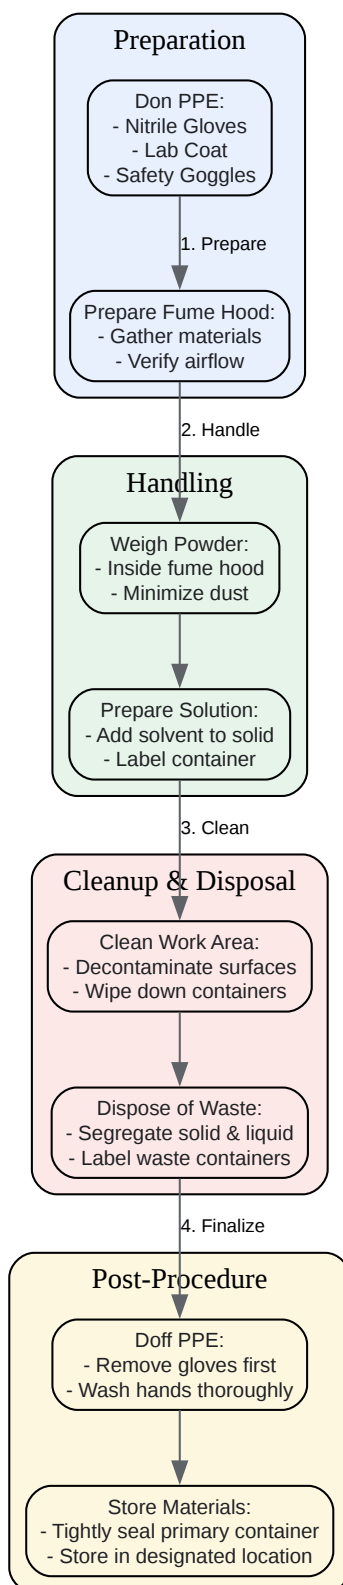 Preparation
Don PPE:
- Nitrile Gloves
- Lab Coat
- Safety Goggles
1. Prepare
Prepare Fume Hood:
- Gather materials
- Verify airflow
2. Handle
Handling
Weigh Powder:
- Inside fume hood
- Minimize dust
Prepare Solution:
- Add solvent to solid
- Label container
3. Clean
Cleanup & Disposal
Clean Work Area:
- Decontaminate surfaces
- Wipe down containers
Dispose of Waste:
- Segregate solid & liquid
- Label waste containers
4. Finalize
Post-Procedure
Doff PPE:
- Remove gloves first
- Wash hands thoroughly
Store Materials:
- Tightly seal primary container
- Store in designated location